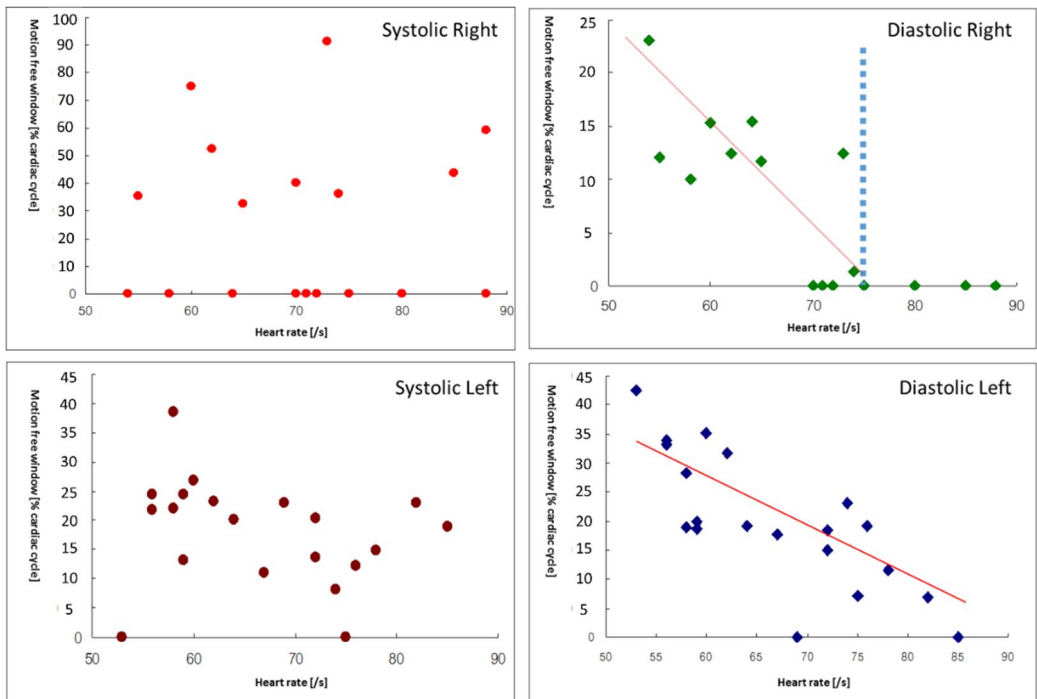 Systolic Right
Motion free window [% cardiac cycle]
100
90
80
70
60
50
40
30
20
10
0
50 60 70 80 90
Heart rate [/s]
Diastolic Right
Motion free window [% cardiac cycle]
25
20
15
10
5
0
50 60 70 80 90
Heart rate [/s]
Systolic Left
Motion free window [% cardiac cycle]
45
40
35
30
25
20
15
10
5
0
50 60 70 80 90
Heart rate [/s]
Diastolic Left
Motion free window [% cardiac cycle]
45
40
35
30
25
20
15
10
5
0
50 55 60 65 70 75 80 85 90
Heart rate [/s]